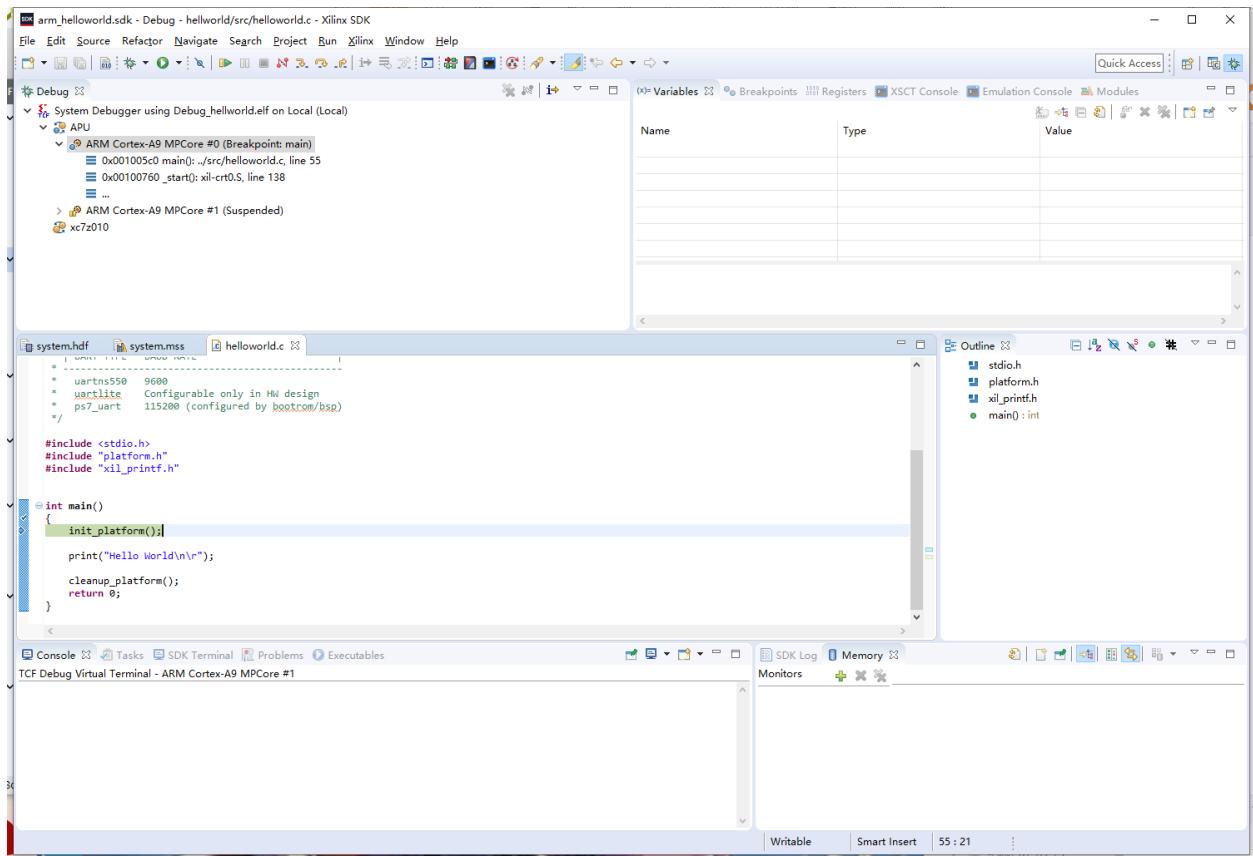 arm_helloworld.sdk - Debug - hellworld/src/helloworld.c - Xilinx SDK
File Edit Source Refactor Navigate Search Project Run Xilinx Window Help
Quick Access
Debug
System Debugger using Debug_hellworld.elf on Local (Local)
APU
ARM Cortex-A9 MPCore #0 (Breakpoint: main)
0x001005c0 main(): ../src/helloworld.c, line 55
0x00100760 _start(): xil-crt0.S, line 138
...
ARM Cortex-A9 MPCore #1 (Suspended)
xc7z010
(x)= Variables Breakpoints Registers XSCT Console Emulation Console Modules
Name Type Value
system.hdf system.mss helloworld.c
* | UART TYPE BAUD RATE |
* ------------------------------------------------
* uartns550 9600
* uartlite Configurable only in HW design
* ps7_uart 115200 (configured by bootrom/bsp)
*/
#include <stdio.h>
#include "platform.h"
#include "xil_printf.h"
int main()
{
init_platform();
print("Hello World\n\r");
cleanup_platform();
return 0;
}
Outline
stdio.h
platform.h
xil_printf.h
main() : int
Console Tasks SDK Terminal Problems Executables
TCF Debug Virtual Terminal - ARM Cortex-A9 MPCore #1
SDK Log Memory
Monitors
Writable Smart Insert 55 : 21